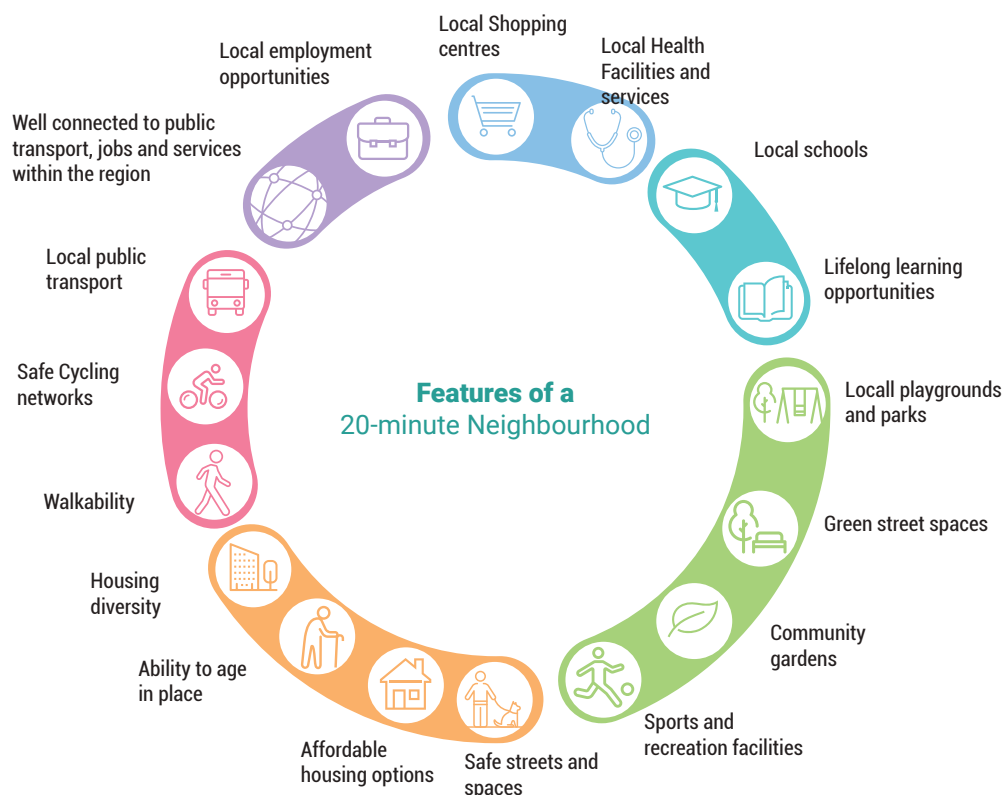 Local Shopping
centres
Local Health
Facilities and
services
Local schools
Lifelong learning
opportunities
Locall playgrounds
and parks
Green street spaces
Community
gardens
Sports and
recreation facilities
Safe streets and
spaces
Affordable
housing options
Ability to age
in place
Housing
diversity
Walkability
Safe Cycling
networks
Local public
transport
Well connected to public
transport, jobs and services
within the region
Local employment
opportunities
Features of a
20-minute Neighbourhood